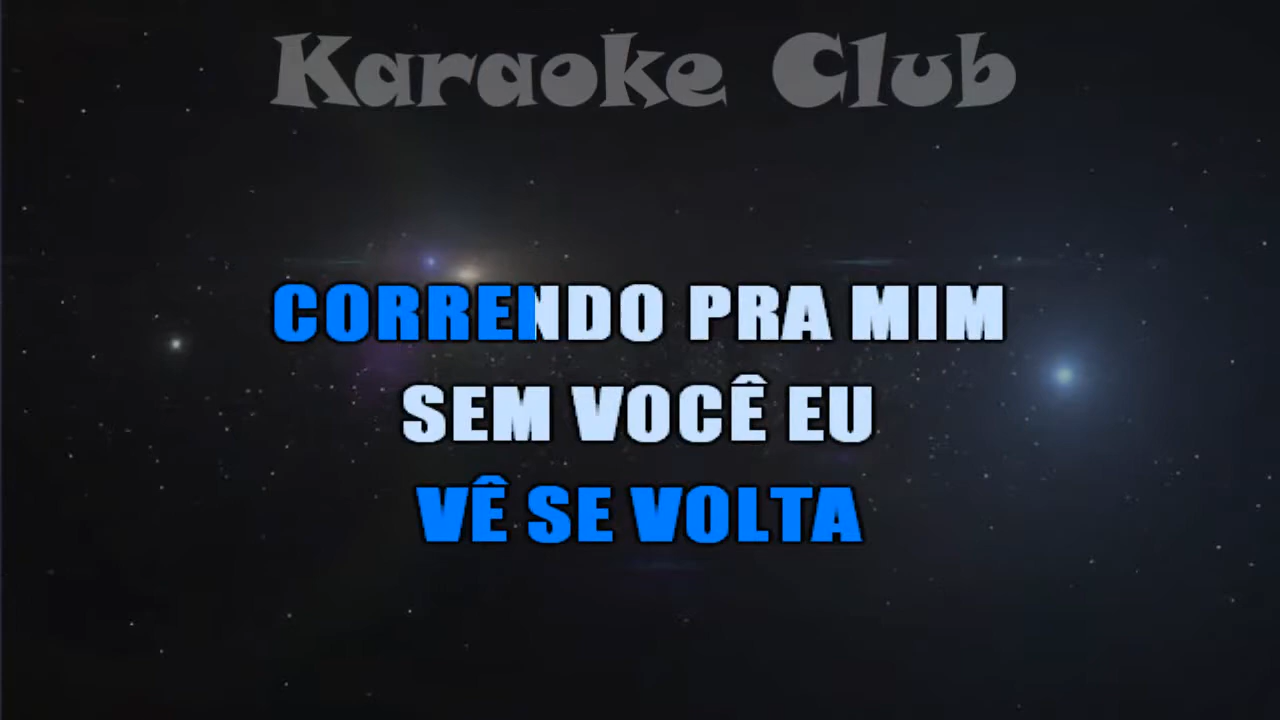 Karaoke Club
CORRENDO PRA MIM
SEM VOCÊ EU
VÊ SE VOLTA